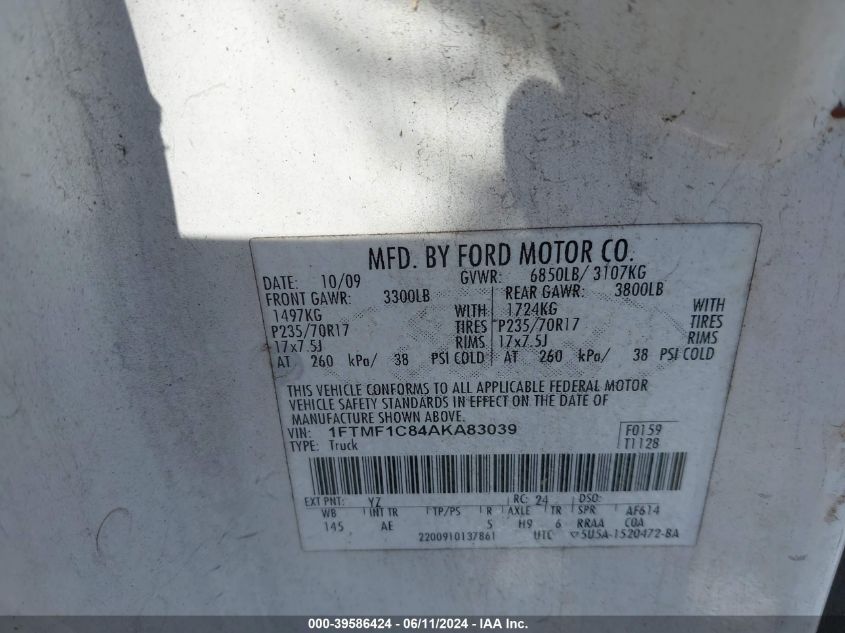 MFD. BY FORD MOTOR CO.
DATE: 10/09 GVWR: 6850LB/ 3107KG
FRONT GAWR: 3300LB REAR GAWR: 3800LB
1497KG WITH 1724KG WITH
P235/70R17 TIRES P235/70R17 TIRES
17x7.5J RIMS 17x7.5J RIMS
AT 260 kPa/ 38 PSI COLD AT 260 kPa/ 38 PSI COLD
THIS VEHICLE CONFORMS TO ALL APPLICABLE FEDERAL MOTOR
VEHICLE SAFETY STANDARDS IN EFFECT ON THE DATE OF
MANUFACTURE SHOWN ABOVE.
VIN: 1FTMF1C84AKA83039 F0159
TYPE: Truck T1128
EXT PNT: YZ RC: 24 DSO:
WB INT TR TP/PS R AXLE TR SPR AF614
145 AE 5 H9 6 RRAA COA
2200910137861 UTC ▽5U5A-1520472-BA
000-39586424 - 06/11/2024 - IAA Inc.